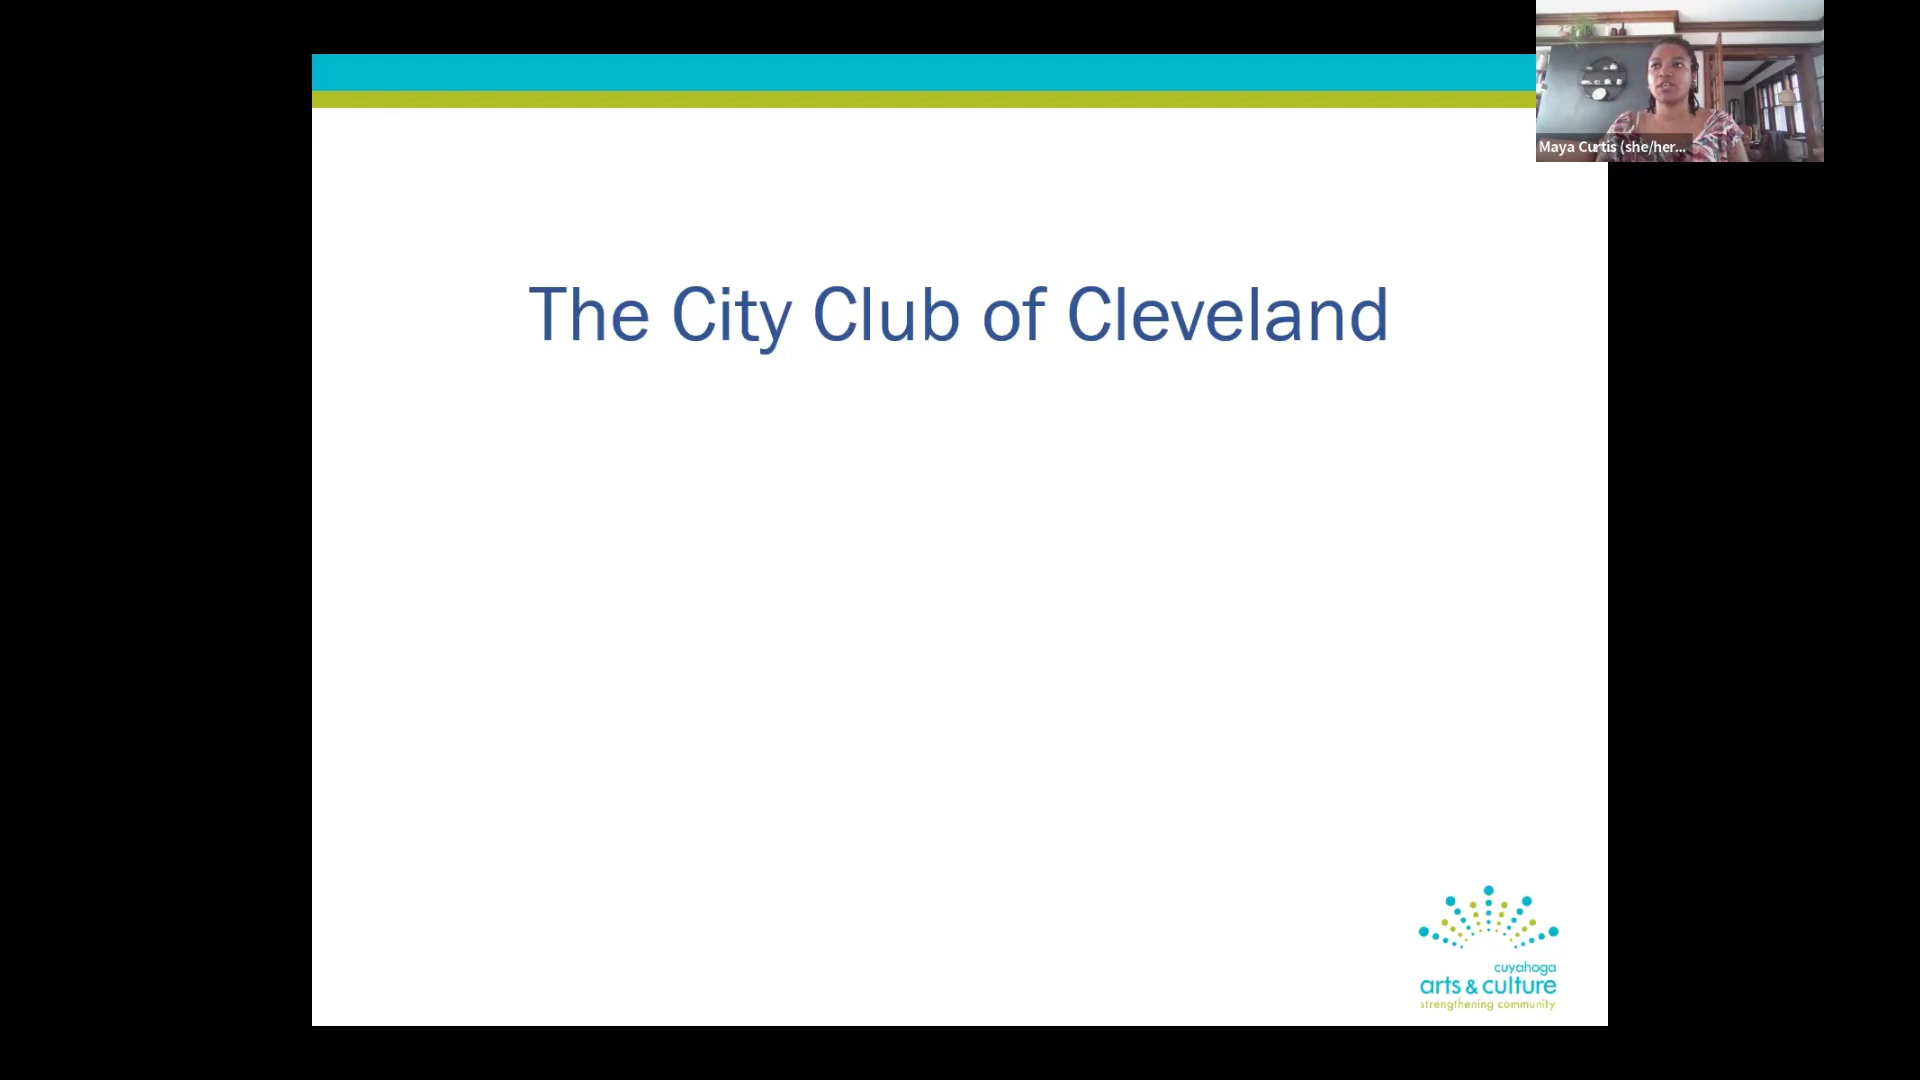 Maya Curtis (she/her...
The City Club of Cleveland
cuyahoga
arts & culture
strengthening community